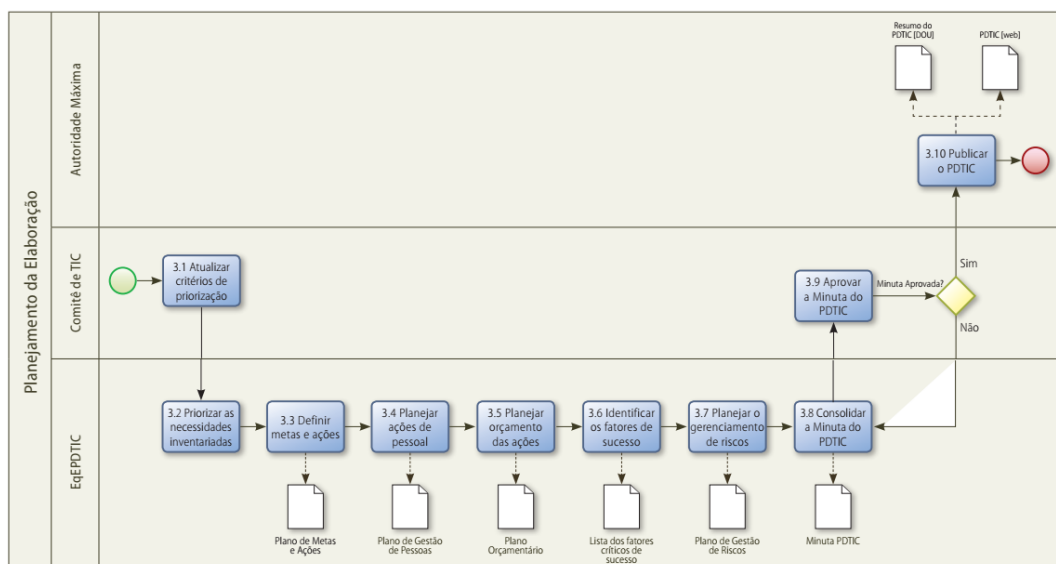 Planejamento da Elaboração
Autoridade Máxima
Resumo do
PDTIC [DOU]
PDTIC [web]
3.10 Publicar
o PDTIC
Comitê de TIC
3.1 Atualizar
critérios de
priorização
3.9 Aprovar
a Minuta do
PDTIC
Minuta Aprovada?
Sim
Não
EqEPDTIC
3.2 Priorizar as
necessidades
inventariadas
3.3 Definir
metas e ações
3.4 Planejar
ações de
pessoal
3.5 Planejar
orçamento
das ações
3.6 Identificar
os fatores de
sucesso
3.7 Planejar o
gerenciamento
de riscos
3.8 Consolidar
a Minuta do
PDTIC
Plano de Metas
e Ações
Plano de Gestão
de Pessoas
Plano
Orçamentário
Lista dos fatores
críticos de
sucesso
Plano de Gestão
de Riscos
Minuta PDTIC